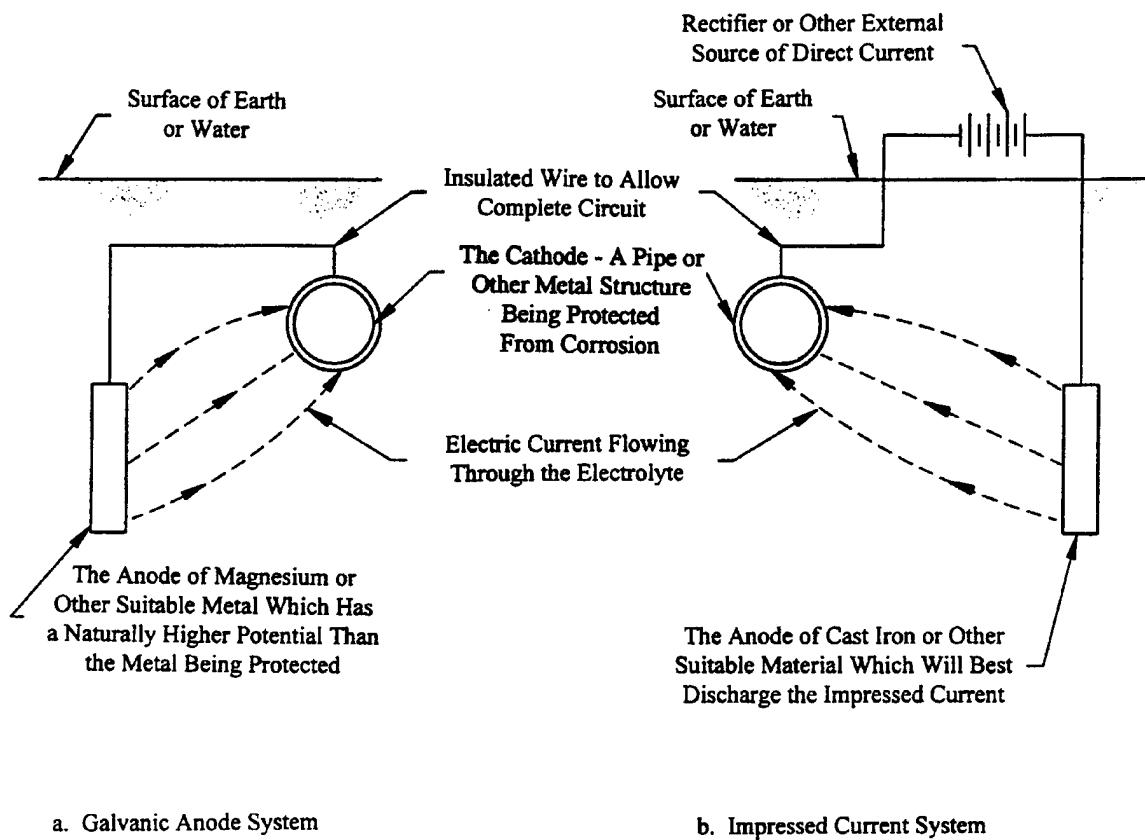 Rectifier or Other External
Source of Direct Current
Surface of Earth
or Water
Surface of Earth
or Water
Insulated Wire to Allow
Complete Circuit
The Cathode - A Pipe or
Other Metal Structure
Being Protected
From Corrosion
Electric Current Flowing
Through the Electrolyte
The Anode of Magnesium or
Other Suitable Metal Which Has
a Naturally Higher Potential Than
the Metal Being Protected
The Anode of Cast Iron or Other
Suitable Material Which Will Best
Discharge the Impressed Current
a. Galvanic Anode System
b. Impressed Current System